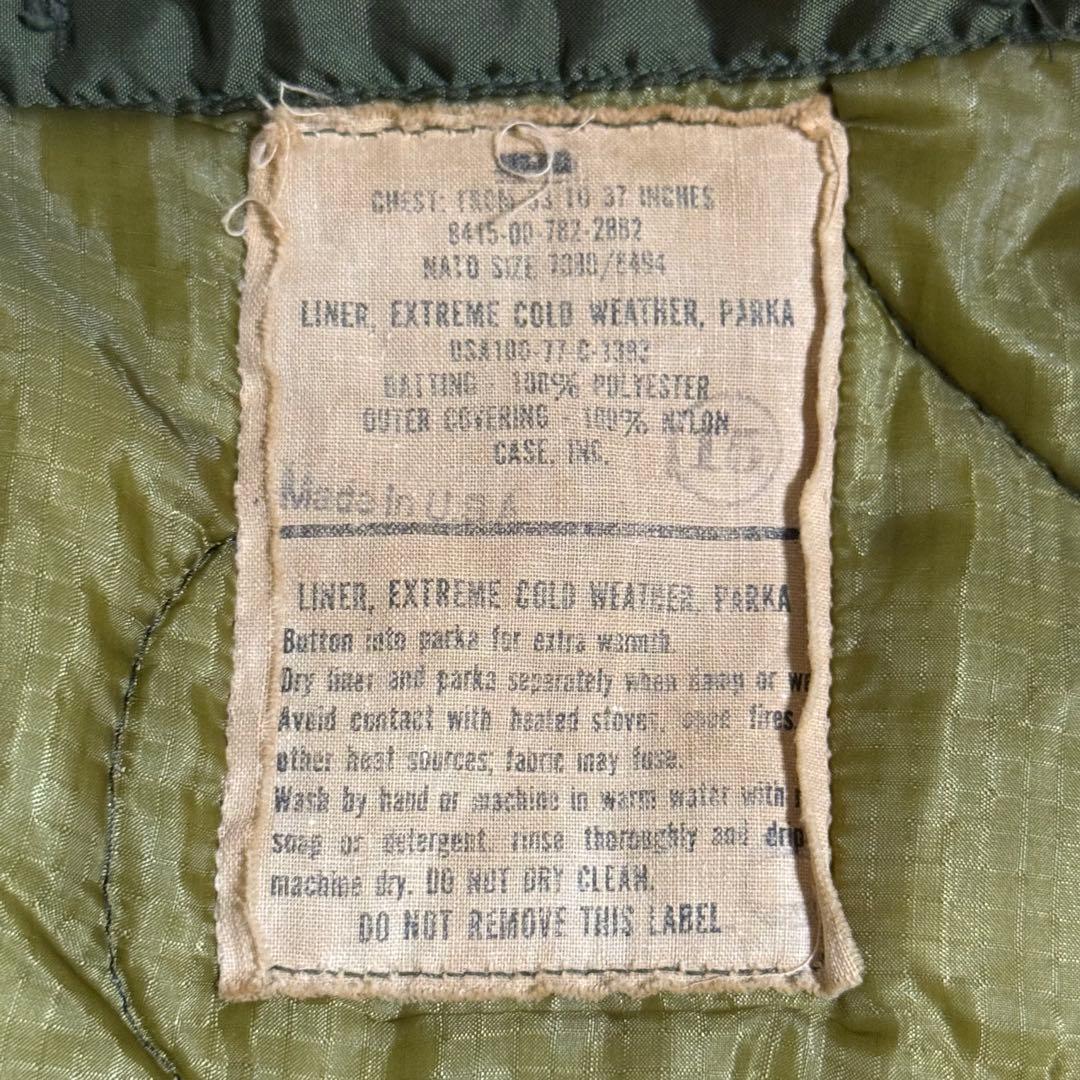 CHEST: FROM 33 TO 37 INCHES
8415-00-782-2882
NATO SIZE
LINER, EXTREME COLD WEATHER, PARKA
DSA100-77-C-1382
BATTING - 100% POLYESTER
OUTER COVERING - 100% NYLON
CASE, INC.
15
Made In U.S.A
LINER, EXTREME COLD WEATHER, PARKA
Button into parka for extra warmth.
Dry liner and parka separately when damp or
Avoid contact with heated stoves, open fires,
other heat sources; fabric may fuse.
Wash by hand or machine in warm water with
soap or detergent, rinse thoroughly and drip
machine dry. DO NOT DRY CLEAN.
DO NOT REMOVE THIS LABEL